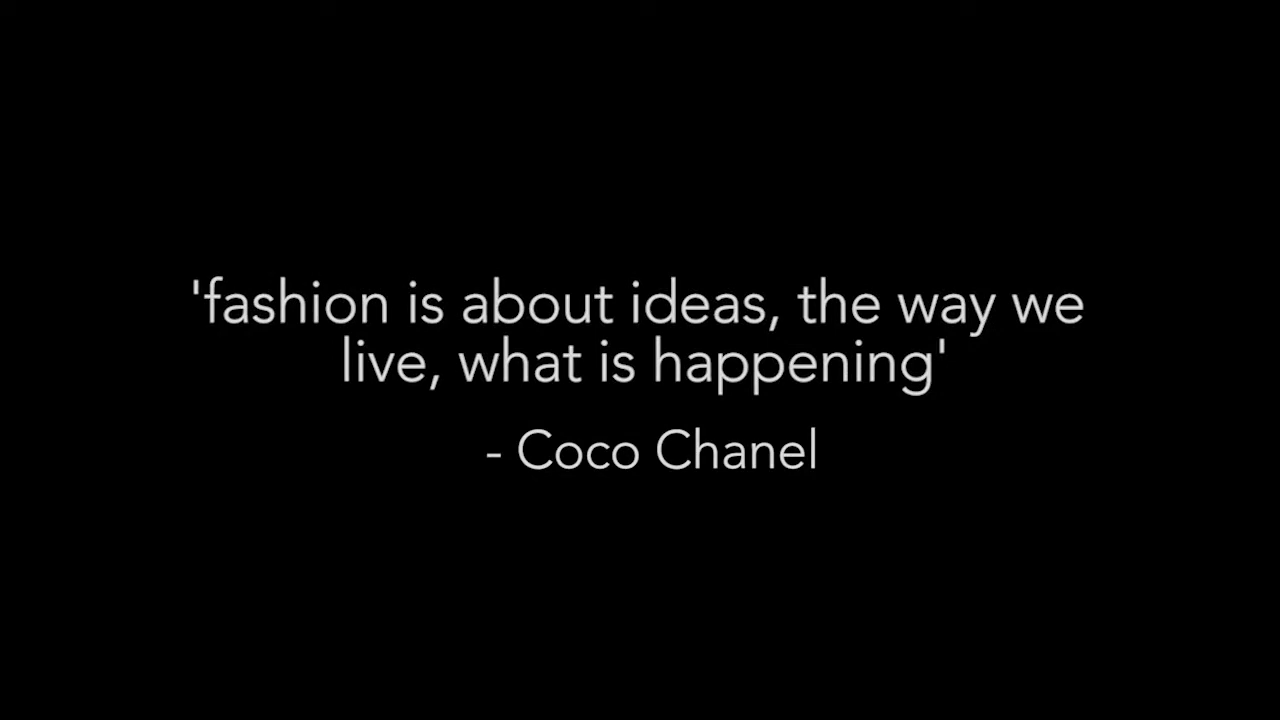 'fashion is about ideas, the way we
live, what is happening'
- Coco Chanel